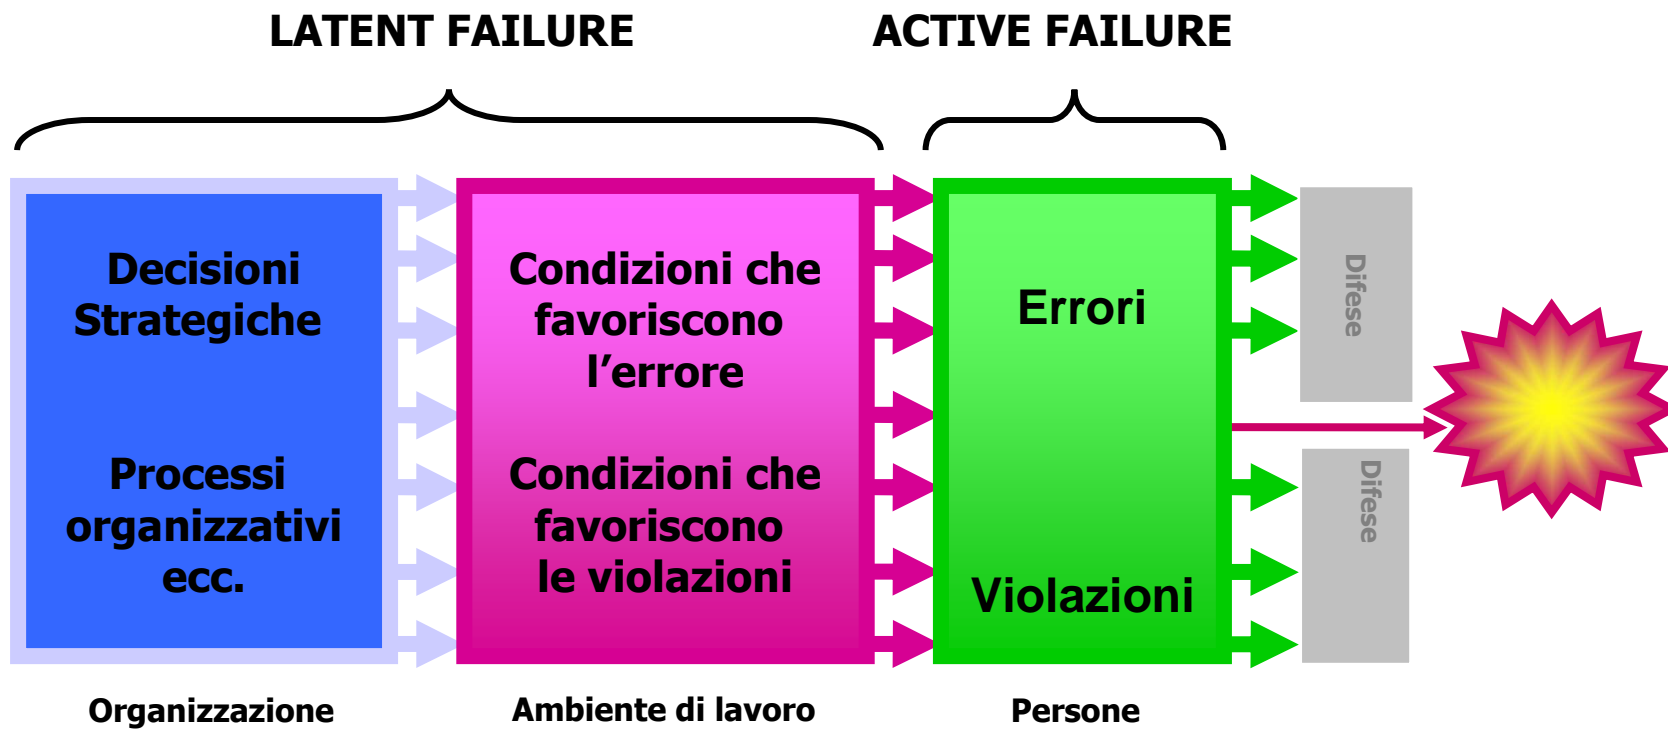 LATENT FAILURE
ACTIVE FAILURE
Decisioni
Strategiche
Processi
organizzativi
ecc.
Condizioni che
favoriscono
l’errore
Condizioni che
favoriscono
le violazioni
Errori
Violazioni
Difese
Difese
Organizzazione
Ambiente di lavoro
Persone